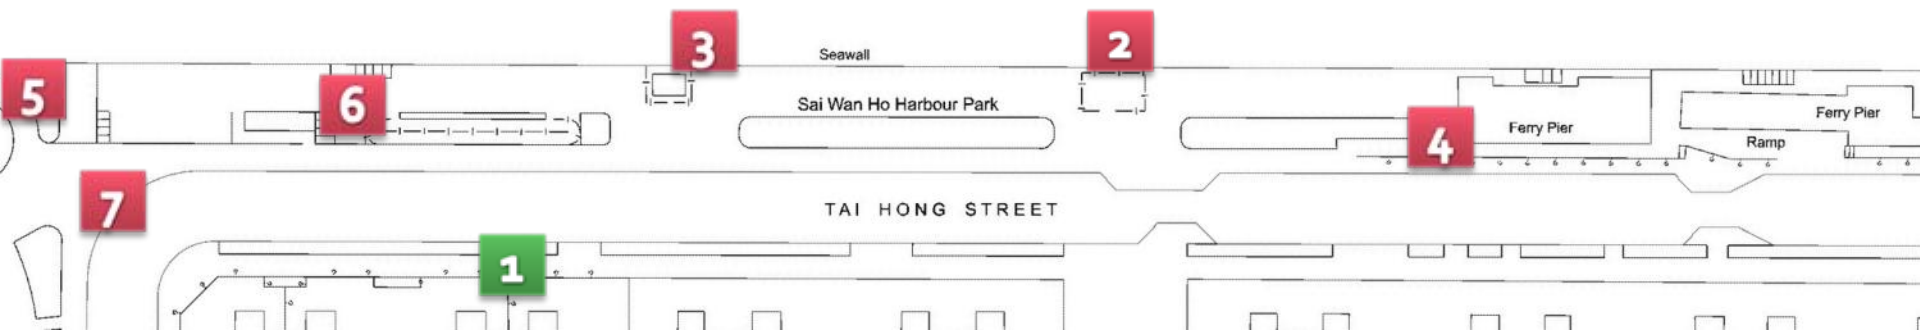 3
2
Seawall
5
6
Sai Wan Ho Harbour Park
Ferry Pier
4
Ferry Pier
Ramp
7
TAI HONG STREET
1